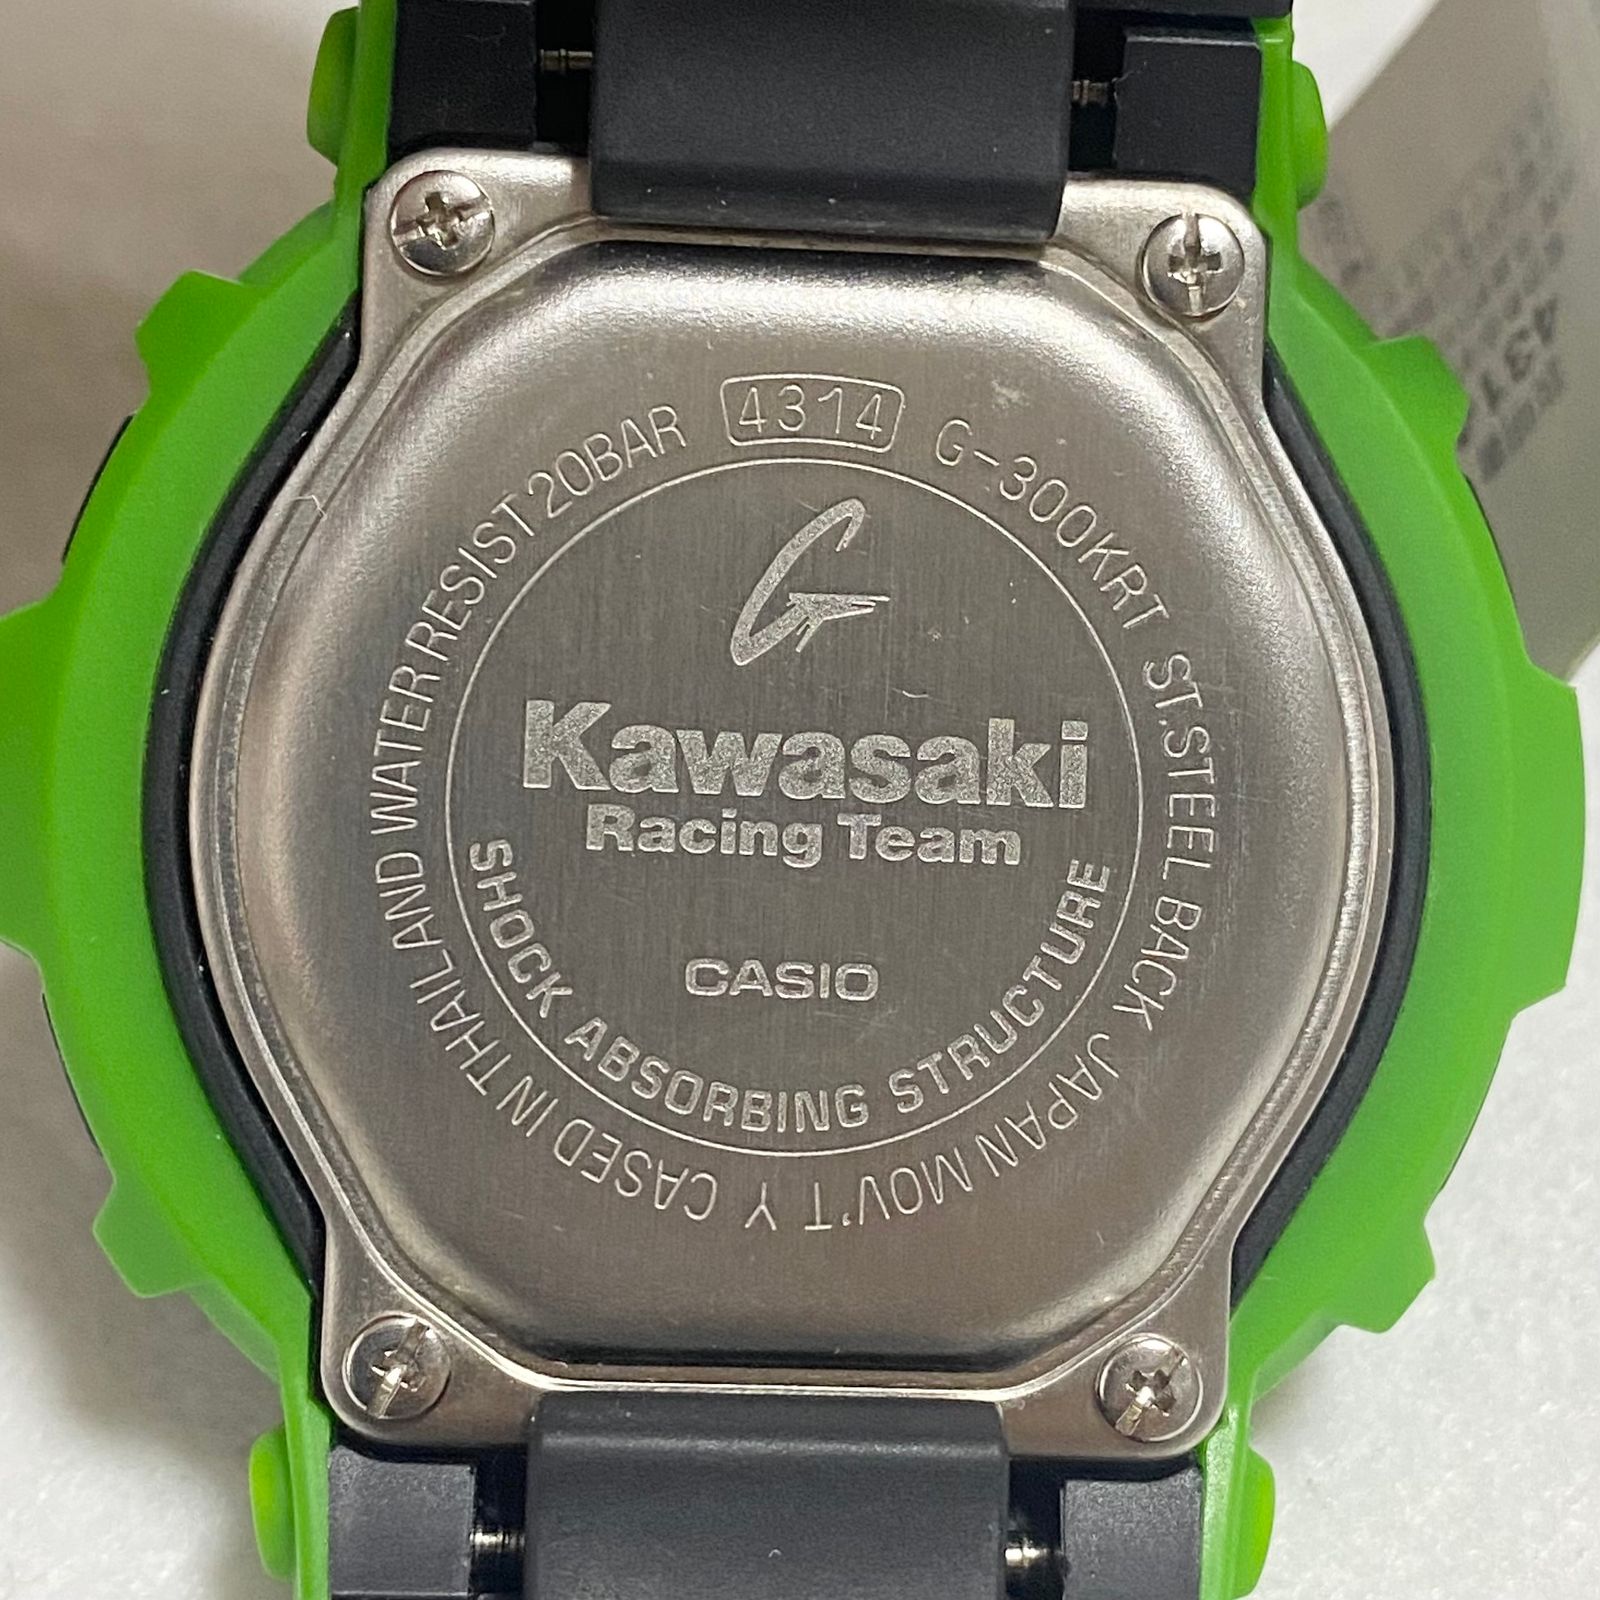 4314
G-300KRT ST.STEEL BACK JAPAN MOV'T Y CASED IN THAILAND WATER RESIST 20BAR
G
Kawasaki
Racing Team
CASIO
SHOCK ABSORBING STRUCTURE